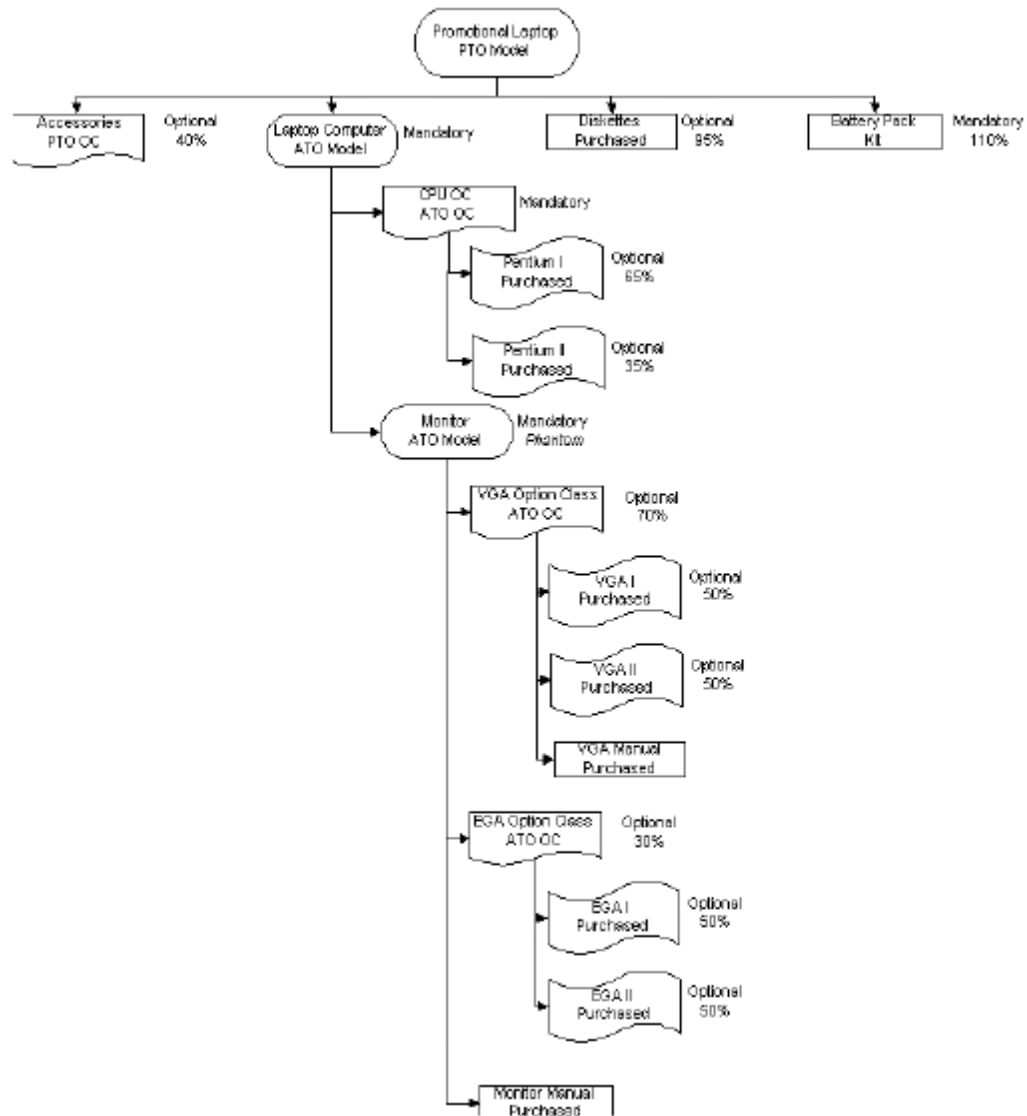 Promotional Laptop
PTO Model
Accessories
PTO OC
Optional
40%
Laptop Computer
ATO Model
Mandatory
Diskettes
Purchased
Optional
95%
Battery Pack
Kit
Mandatory
110%
CPU OC
ATO OC
Mandatory
Pentium I
Purchased
Optional
65%
Pentium II
Purchased
Optional
35%
Monitor
ATO Model
Mandatory
Phantom
VGA Option Class
ATO OC
Optional
70%
VGA I
Purchased
Optional
50%
VGA II
Purchased
Optional
50%
VGA Manual
Purchased
EGA Option Class
ATO OC
Optional
30%
EGA I
Purchased
Optional
50%
EGA II
Purchased
Optional
50%
Monitor Manual
Purchased